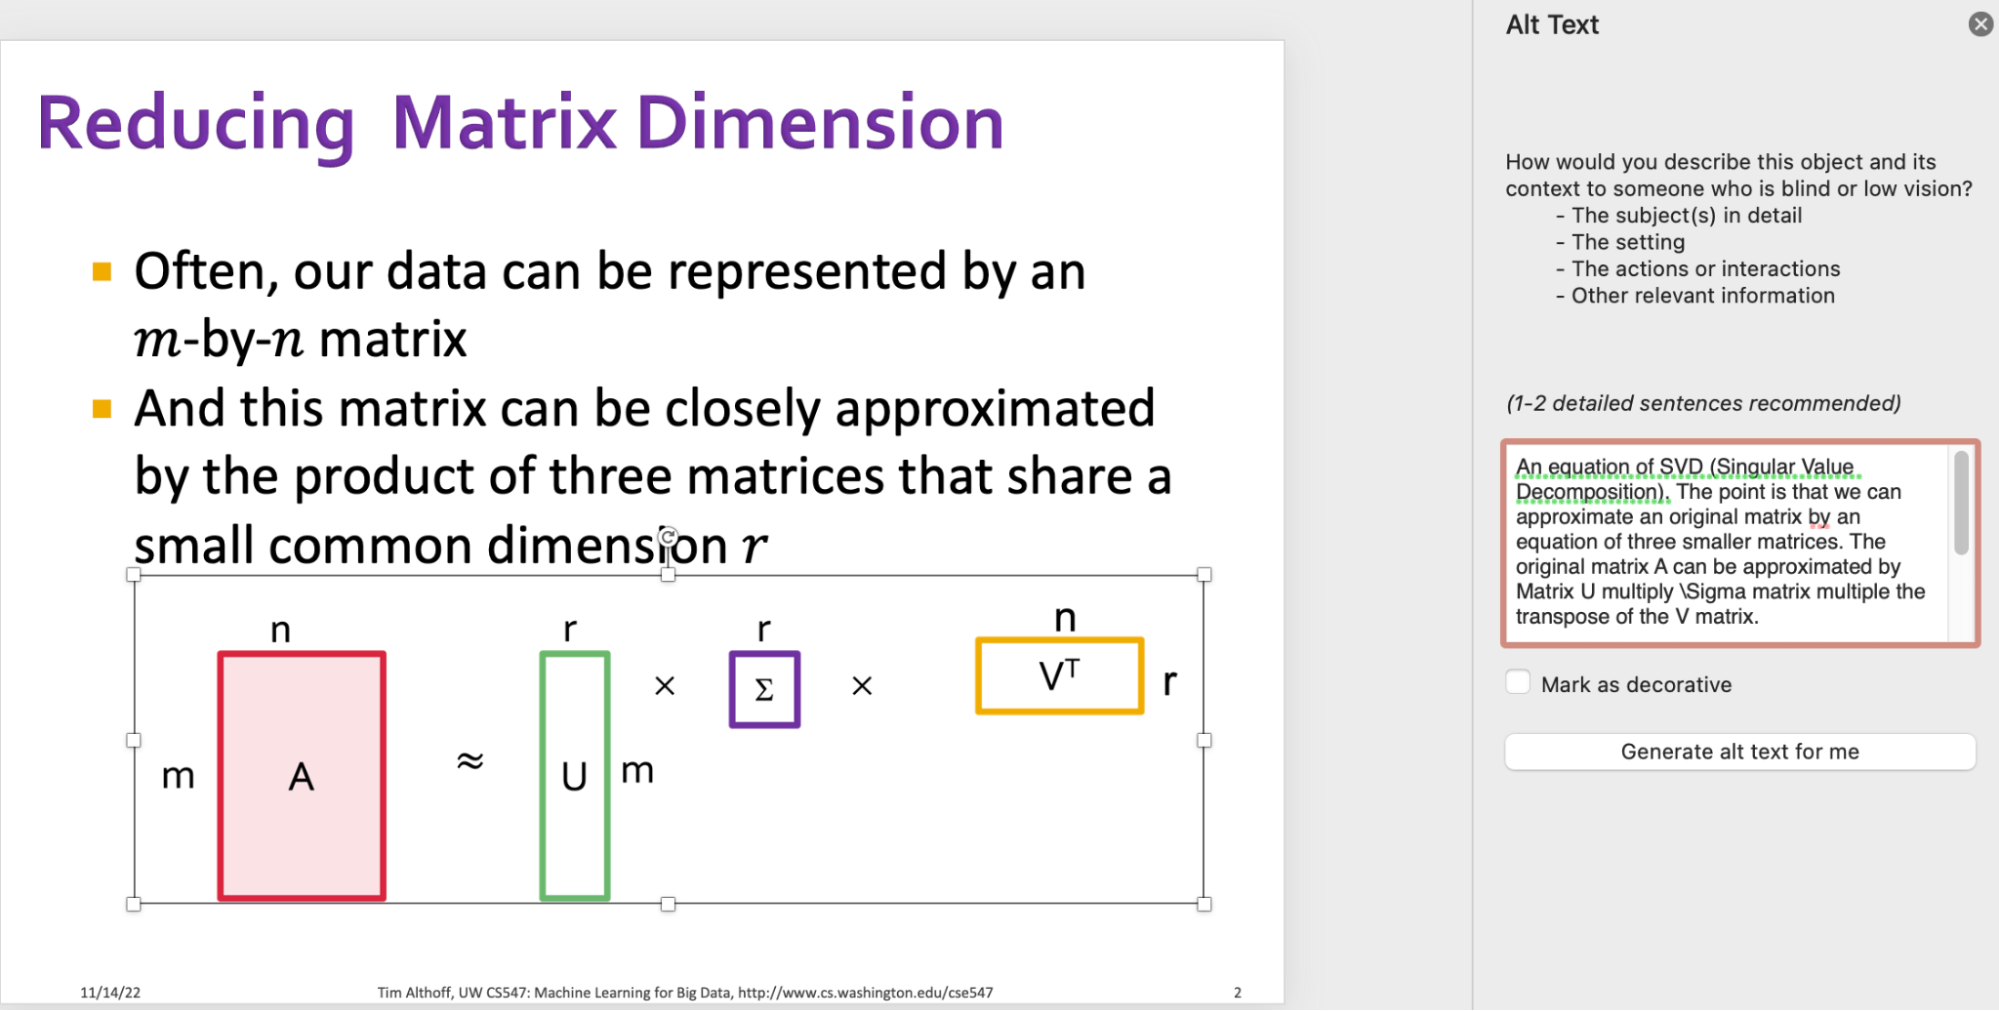 Reducing  Matrix Dimension
■ Often, our data can be represented by an
m-by-n matrix
■ And this matrix can be closely approximated
by the product of three matrices that share a
small common dimension r
n r r n
× Σ × Vᵀ r
m A ≈ U m
11/14/22 Tim Althoff, UW CS547: Machine Learning for Big Data, http://www.cs.washington.edu/cse547 2
Alt Text
How would you describe this object and its
context to someone who is blind or low vision?
- The subject(s) in detail
- The setting
- The actions or interactions
- Other relevant information
(1-2 detailed sentences recommended)
An equation of SVD (Singular Value
Decomposition). The point is that we can
approximate an original matrix by an
equation of three smaller matrices. The
original matrix A can be approximated by
Matrix U multiply \Sigma matrix multiple the
transpose of the V matrix.
Mark as decorative
Generate alt text for me